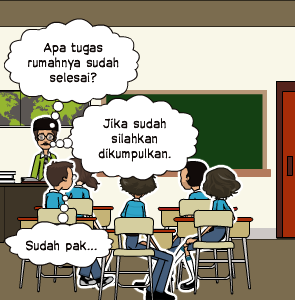 Apa tugas
rumahnya sudah
selesai?
Jika sudah
silahkan
dikumpulkan.
Sudah pak...